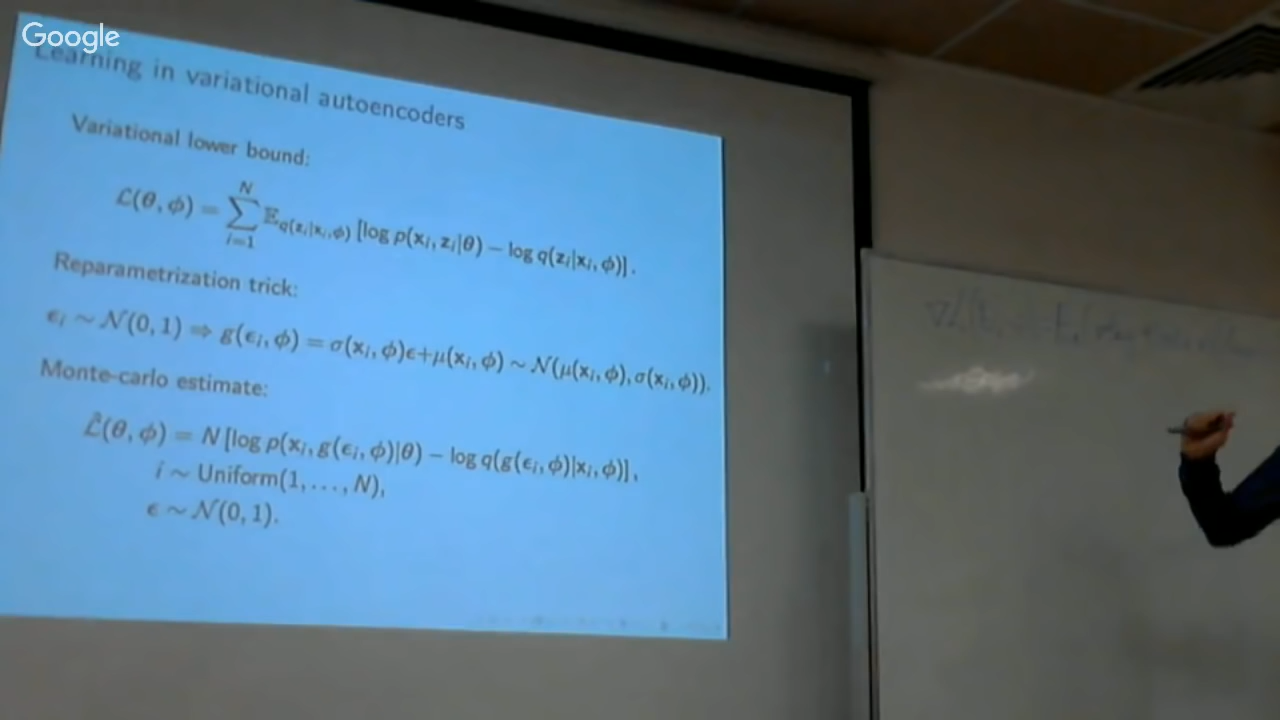 Google
Learning in variational autoencoders
Variational lower bound:
ℒ(θ, ϕ) = ∑_{i=1}^{N} 𝔼_{q(z_i|x_i,ϕ)} [log p(x_i, z_i|θ) − log q(z_i|x_i, ϕ)] .
Reparametrization trick:
ϵ_i ∼ 𝒩(0, 1) ⇒ g(ϵ_i, ϕ) = σ(x_i, ϕ)ϵ+μ(x_i, ϕ) ∼ 𝒩(μ(x_i, ϕ), σ(x_i, ϕ)).
Monte-carlo estimate:
ℒ̂(θ, ϕ) = N [log p(x_i, g(ϵ_i, ϕ)|θ) − log q(g(ϵ_i, ϕ)|x_i, ϕ)] ,
i ∼ Uniform(1, . . . , N),
ϵ ∼ 𝒩(0, 1).